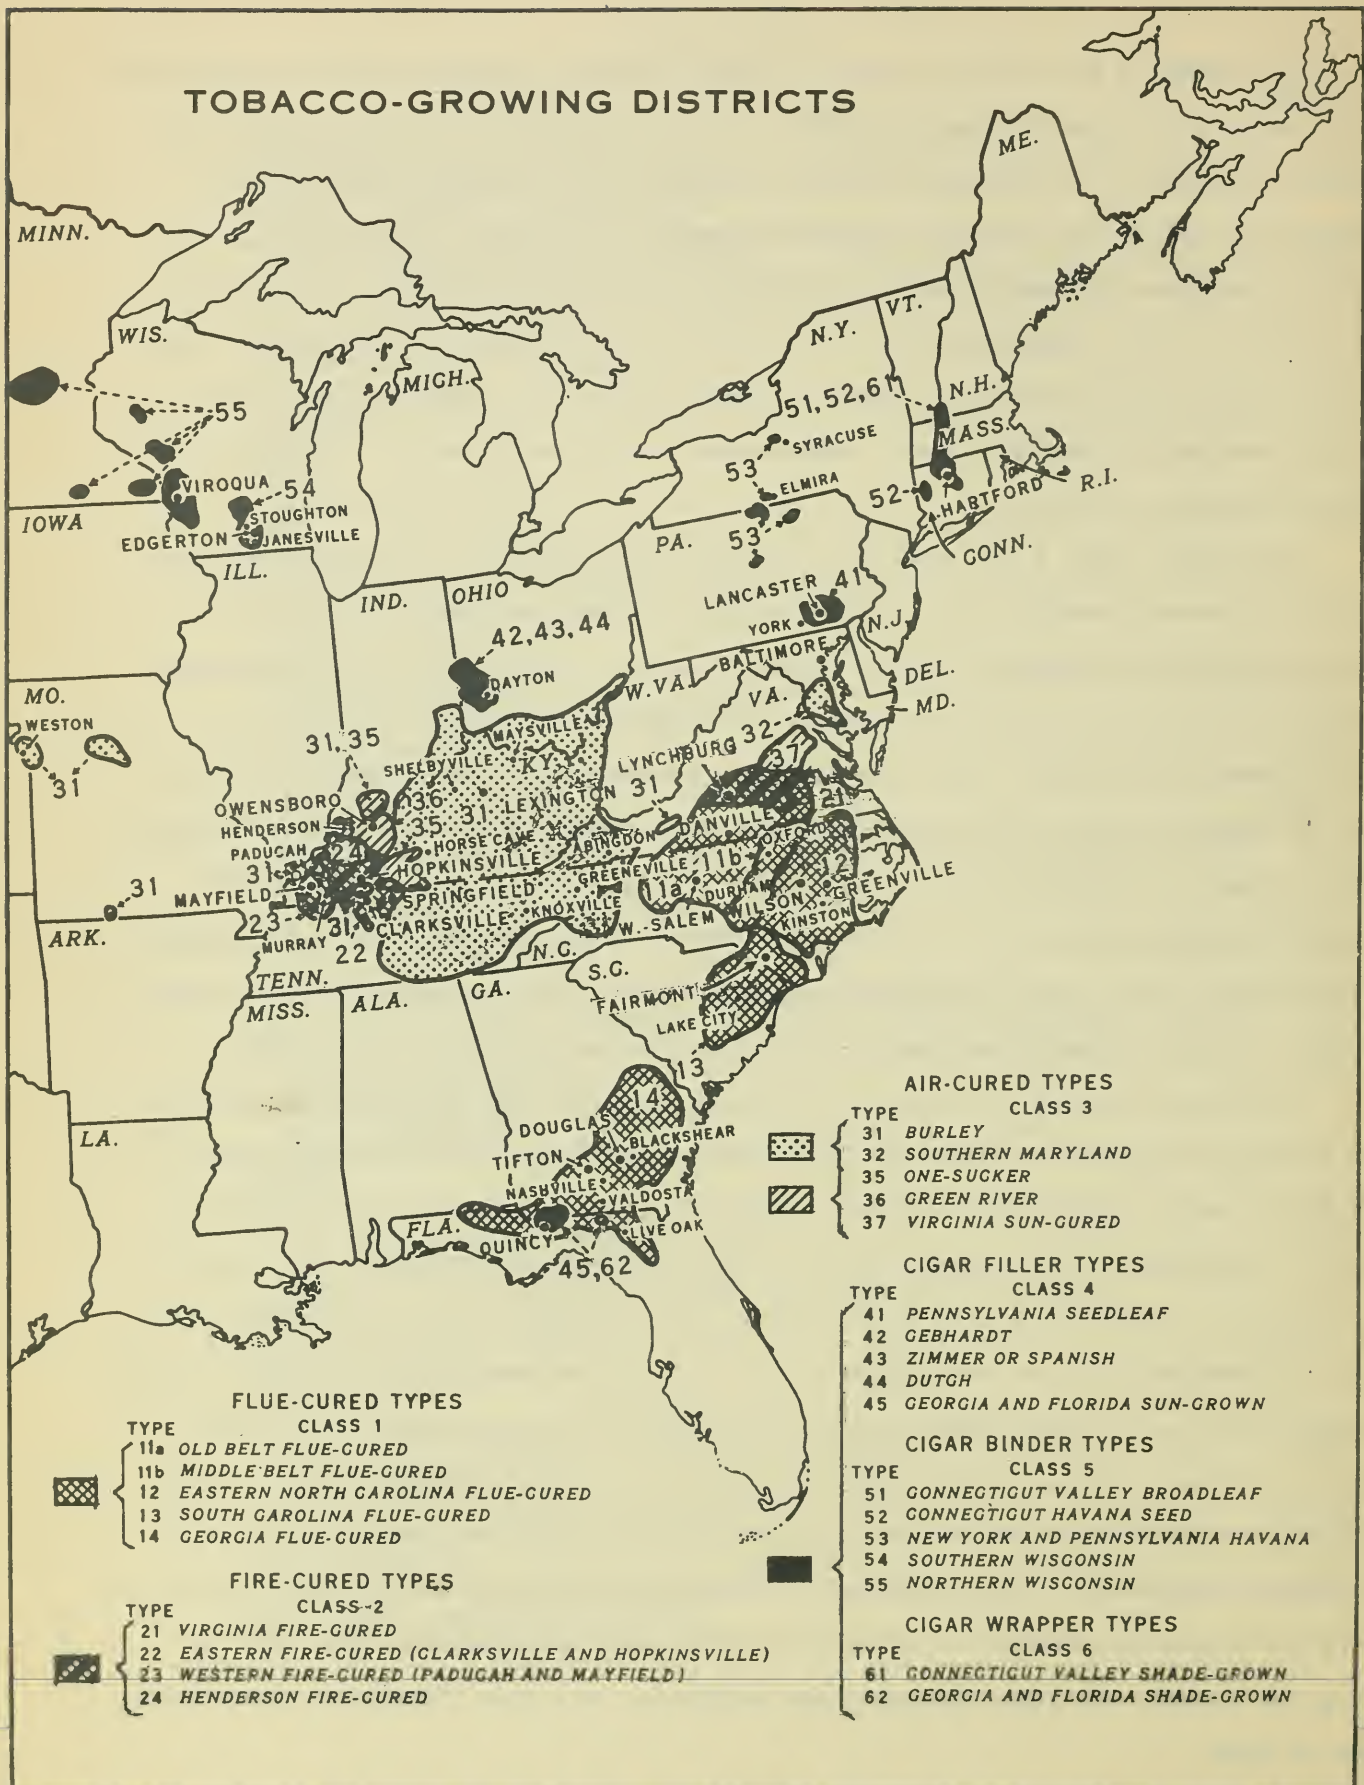 TOBACCO-GROWING DISTRICTS
ME.
MINN.
WIS.
MICH.
N.Y.
VT.
N.H.
51, 52, 61
MASS.
55
SYRACUSE
53
ELMIRA
R.I.
VIROQUA
54
52
HARTFORD
IOWA
STOUGHTON
EDGERTON
JANESVILLE
PA.
53
CONN.
ILL.
IND.
OHIO
LANCASTER
41
YORK
N.J.
42, 43, 44
BALTIMORE
DEL.
MO.
DAYTON
W.VA.
VA.
MD.
WESTON
MAYSVILLE
32
31, 35
SHELBYVILLE
KY.
LYNCHBURG
37
31
OWENSBORO
36
31
LEXINGTON
31
21
HENDERSON
35
HORSE CAVE
ABINGDON
DANVILLE
OXFORD
PADUCAH
24
HOPKINSVILLE
GREENEVILLE
11b
12
31
31
MAYFIELD
SPRINGFIELD
11a
DURHAM
GREENVILLE
23
CLARKSVILLE
KNOXVILLE
W.-SALEM
WILSON
KINSTON
ARK.
MURRAY
31,
22
N.C.
S.C.
TENN.
GA.
FAIRMONT
MISS.
ALA.
LAKE CITY
13
14
LA.
DOUGLAS
BLACKSHEAR
TIFTON
NASHVILLE
VALDOSTA
FLA.
QUINCY
LIVE OAK
45,62
AIR-CURED TYPES
CLASS 3
TYPE
31 BURLEY
32 SOUTHERN MARYLAND
35 ONE-SUCKER
36 GREEN RIVER
37 VIRGINIA SUN-CURED
CIGAR FILLER TYPES
CLASS 4
TYPE
41 PENNSYLVANIA SEEDLEAF
42 GEBHARDT
43 ZIMMER OR SPANISH
44 DUTCH
45 GEORGIA AND FLORIDA SUN-GROWN
CIGAR BINDER TYPES
CLASS 5
TYPE
51 CONNECTICUT VALLEY BROADLEAF
52 CONNECTICUT HAVANA SEED
53 NEW YORK AND PENNSYLVANIA HAVANA
54 SOUTHERN WISCONSIN
55 NORTHERN WISCONSIN
CIGAR WRAPPER TYPES
CLASS 6
TYPE
61 CONNECTICUT VALLEY SHADE-GROWN
62 GEORGIA AND FLORIDA SHADE-GROWN
FLUE-CURED TYPES
CLASS 1
TYPE
11a OLD BELT FLUE-CURED
11b MIDDLE BELT FLUE-CURED
12 EASTERN NORTH CAROLINA FLUE-CURED
13 SOUTH CAROLINA FLUE-CURED
14 GEORGIA FLUE-CURED
FIRE-CURED TYPES
CLASS 2
TYPE
21 VIRGINIA FIRE-CURED
22 EASTERN FIRE-CURED (CLARKSVILLE AND HOPKINSVILLE)
23 WESTERN FIRE-CURED (PADUCAH AND MAYFIELD)
24 HENDERSON FIRE-CURED